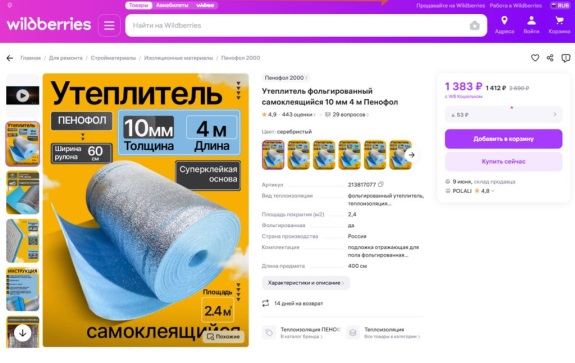 Товары
Авиабилеты
wibes
Продавайте на Wildberries
Работа в Wildberries
RUB
wildberries
Найти на Wildberries
Адреса
Войти
Корзина
Главная
Для ремонта
Стройматериалы
Изоляционные материалы
Пенофол 2000
Утеплитель
ПЕНОФОЛ
10мм
Толщина
4 м
Длина
Ширина
рулона
60
СМ
Суперклейкая
основа
Площадь
2.4м
самоклеящийся
Похожие
ИНСТРУКЦИЯ
Пенофол 2000
Утеплитель фольгированный
самоклеящийся 10 мм 4 м Пенофол
4,9 · 443 оценки
29 вопросов
Цвет: серебристый
Артикул 213817077
Вид теплоизоляции фольгированный утеплитель,
теплоизоляция...
Площадь покрытия (м2) 2,4
Фольгированная да
Страна производства Россия
Комплектация подложка отражающая для
пола фольгированная...
Длина предмета 400 см
Характеристики и описание
14 дней на возврат
Теплоизоляция ПЕНО
В каталог бренда
Теплоизоляция
Все товары в категории
1 383 ₽ 1 412 ₽
с WB Кошельком
53 ₽
Добавить в корзину
Купить сейчас
9 июня, склад продавца
POLALI 4,8